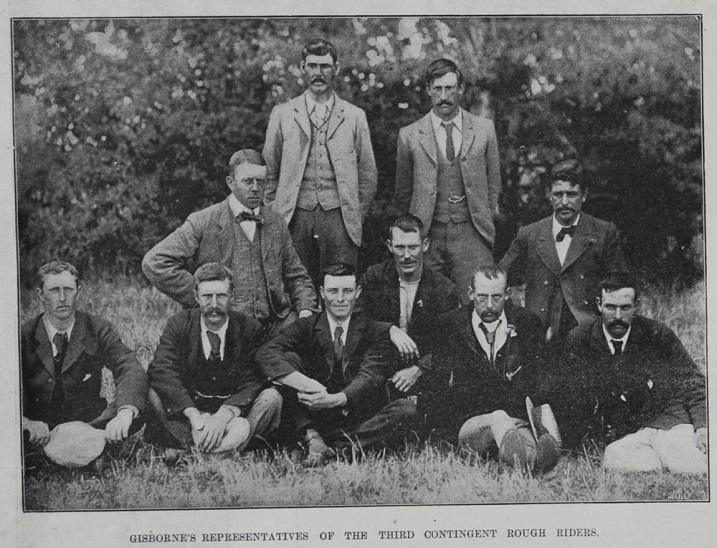 GISBORNE'S REPRESENTATIVES OF THE THIRD CONTINGENT ROUGH RIDERS.